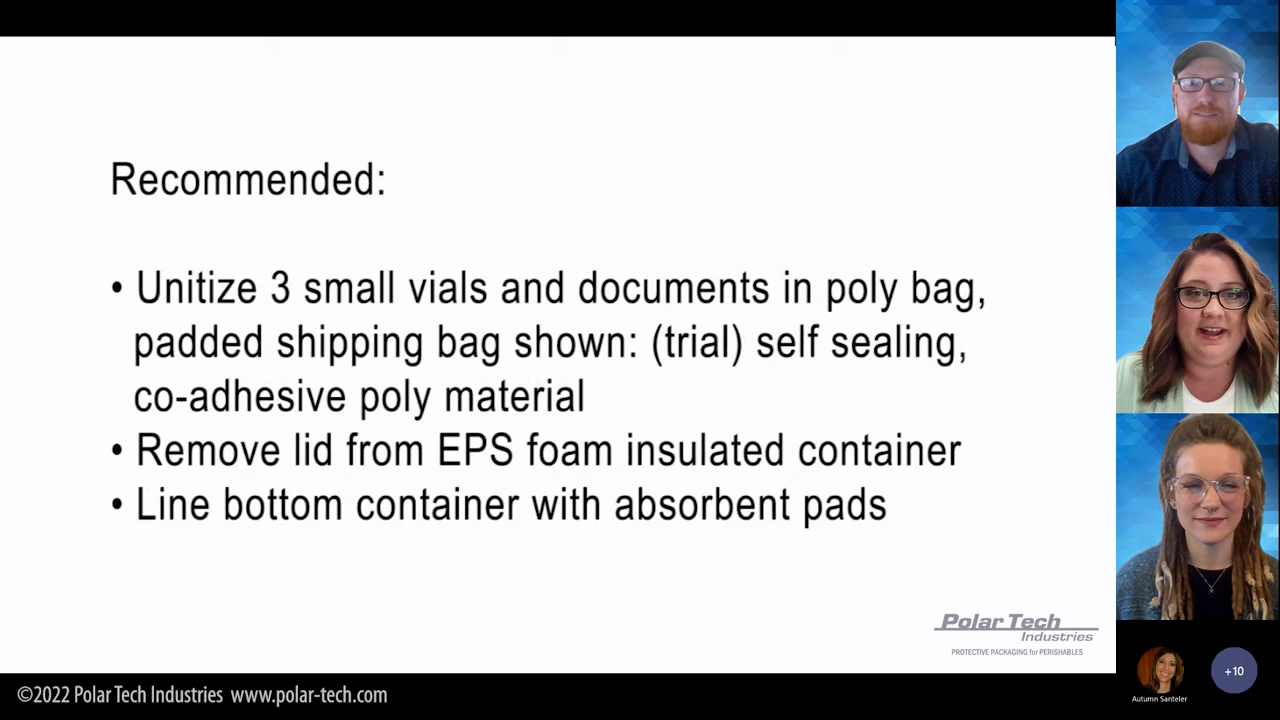 Recommended:
• Unitize 3 small vials and documents in poly bag,
padded shipping bag shown: (trial) self sealing,
co-adhesive poly material
• Remove lid from EPS foam insulated container
• Line bottom container with absorbent pads
Polar Tech
Industries
PROTECTIVE PACKAGING for PERISHABLES
©2022 Polar Tech Industries www.polar-tech.com
Autumn Santeler
+10